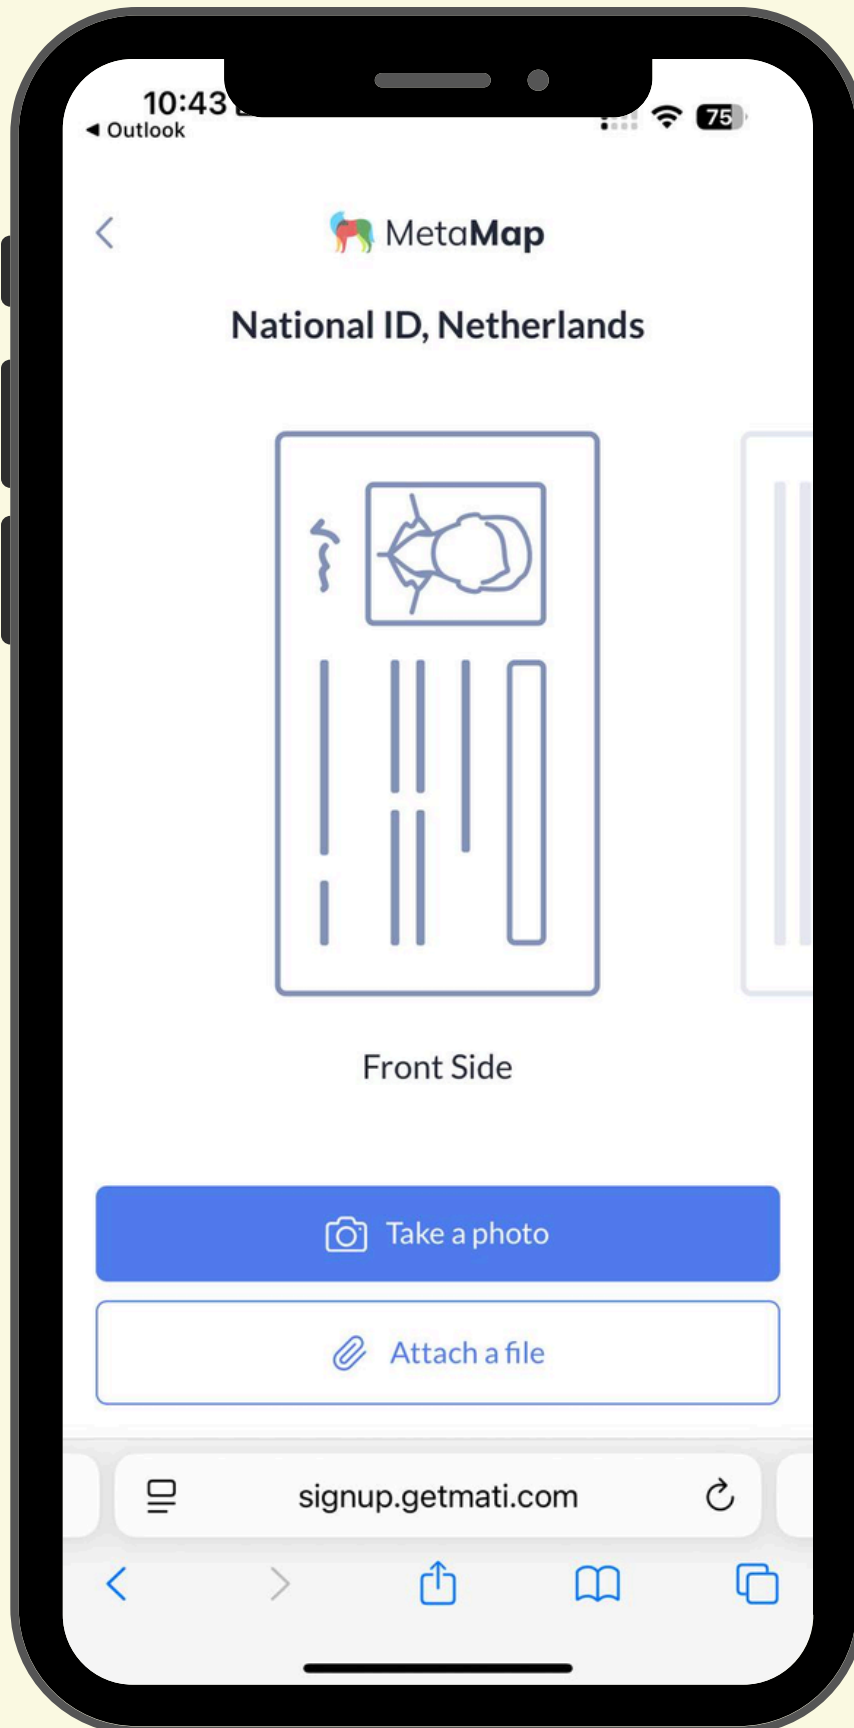 10:43
◀ Outlook
75
MetaMap
National ID, Netherlands
Front Side
Take a photo
Attach a file
signup.getmati.com